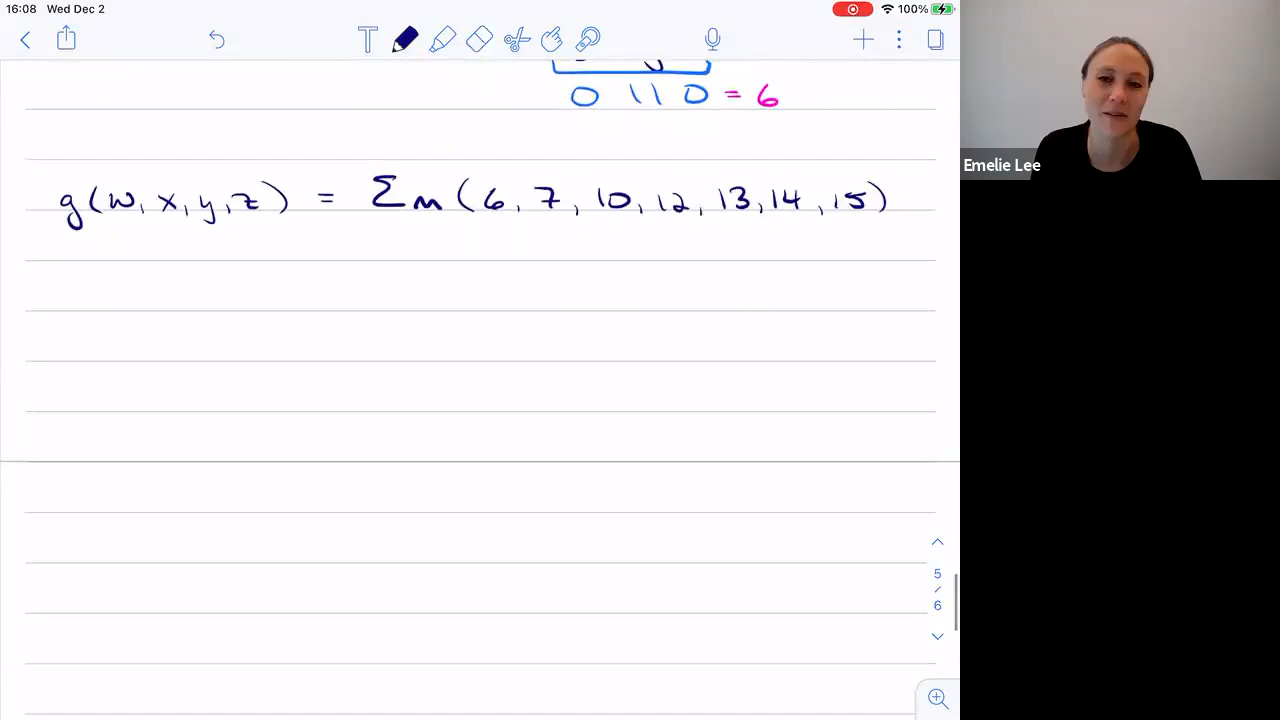 16:08 Wed Dec 2
100%
T
0 1 1 0 = 6
Emelie Lee
g(w, x, y, z) = Σm(6, 7, 10, 12, 13, 14, 15)
5
/
6